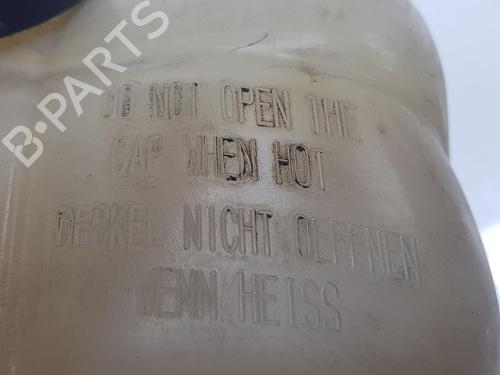 B-PARTS
DO NOT OPEN THE
CAP WHEN HOT
DECKEL NICHT OEFFNEN
WENN HEISS